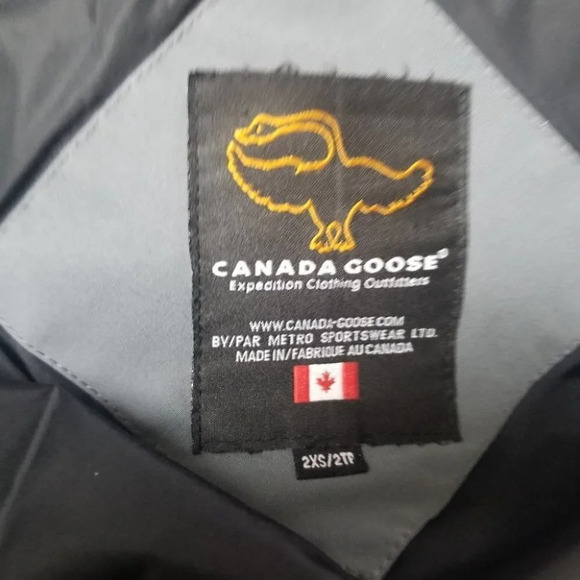 CANADA GOOSE®
Expedition Clothing Outfitters
WWW.CANADA-GOOSE.COM
BY/PAR METRO SPORTSWEAR LTD.
MADE IN/FABRIQUE AU CANADA
2XS/2TP